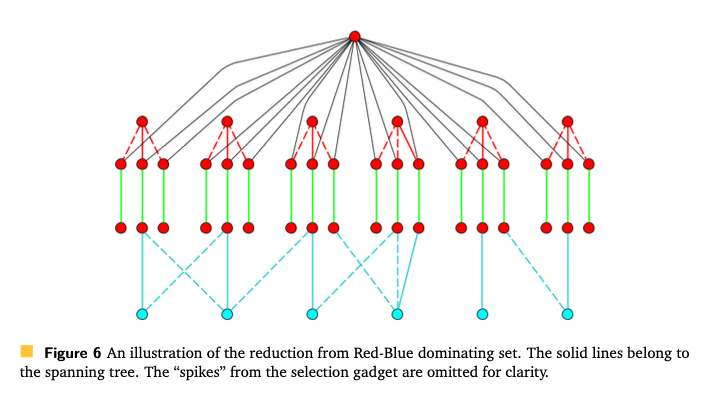 Figure 6 An illustration of the reduction from Red-Blue dominating set. The solid lines belong to
the spanning tree. The “spikes” from the selection gadget are omitted for clarity.